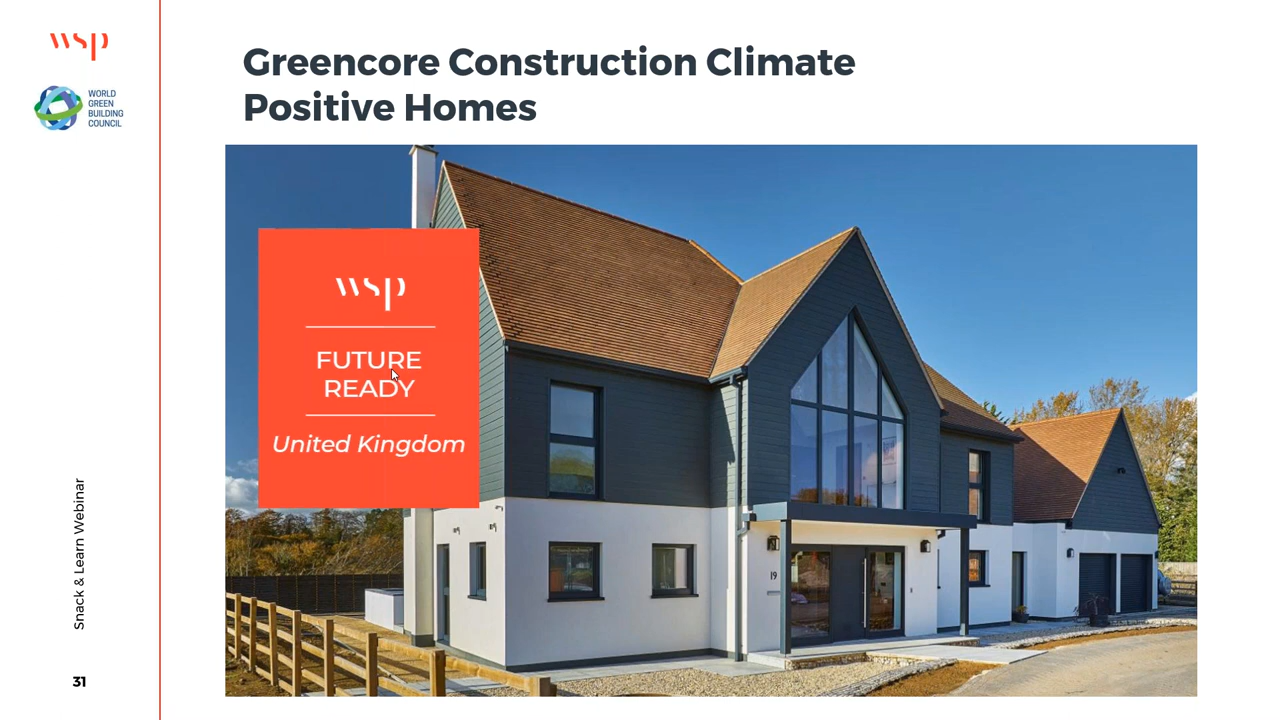 wsp
WORLD
GREEN
BUILDING
COUNCIL
Greencore Construction Climate
Positive Homes
wsp
FUTURE
READY
United Kingdom
19
Snack & Learn Webinar
31